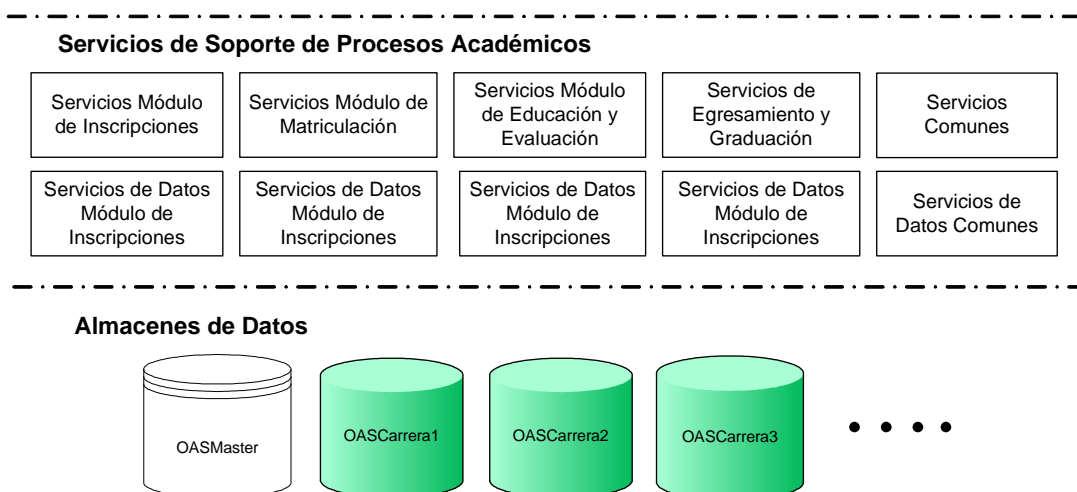 Servicios de Soporte de Procesos Académicos
Servicios Módulo
de Inscripciones
Servicios Módulo de
Matriculación
Servicios Módulo
de Educación y
Evaluación
Servicios de
Egresamiento y
Graduación
Servicios
Comunes
Servicios de Datos
Módulo de
Inscripciones
Servicios de Datos
Módulo de
Inscripciones
Servicios de Datos
Módulo de
Inscripciones
Servicios de Datos
Módulo de
Inscripciones
Servicios de
Datos Comunes
Almacenes de Datos
OASMaster
OASCarrera1
OASCarrera2
OASCarrera3